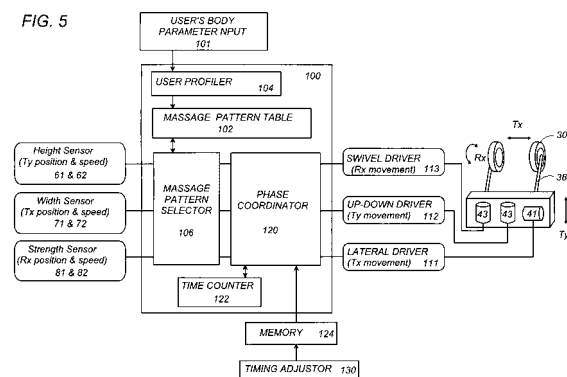 FIG. 5
USER'S BODY
PARAMETER NPUT
101
100
USER PROFILER
104
MASSAGE PATTERN TABLE
102
Height Sensor
(Ty position & speed)
61 & 62
Width Sensor
(Tx position & speed)
71 & 72
Strength Sensor
(Rx position & speed)
81 & 82
MASSAGE
PATTERN
SELECTOR
106
PHASE
COORDINATOR
120
TIME COUNTER
122
MEMORY 124
TIMING ADJUSTOR 130
SWIVEL DRIVER
(Rx movement) 113
UP-DOWN DRIVER
(Ty movement) 112
LATERAL DRIVER
(Tx movement) 111
Tx
30
Rx
38
43
43
41
Ty